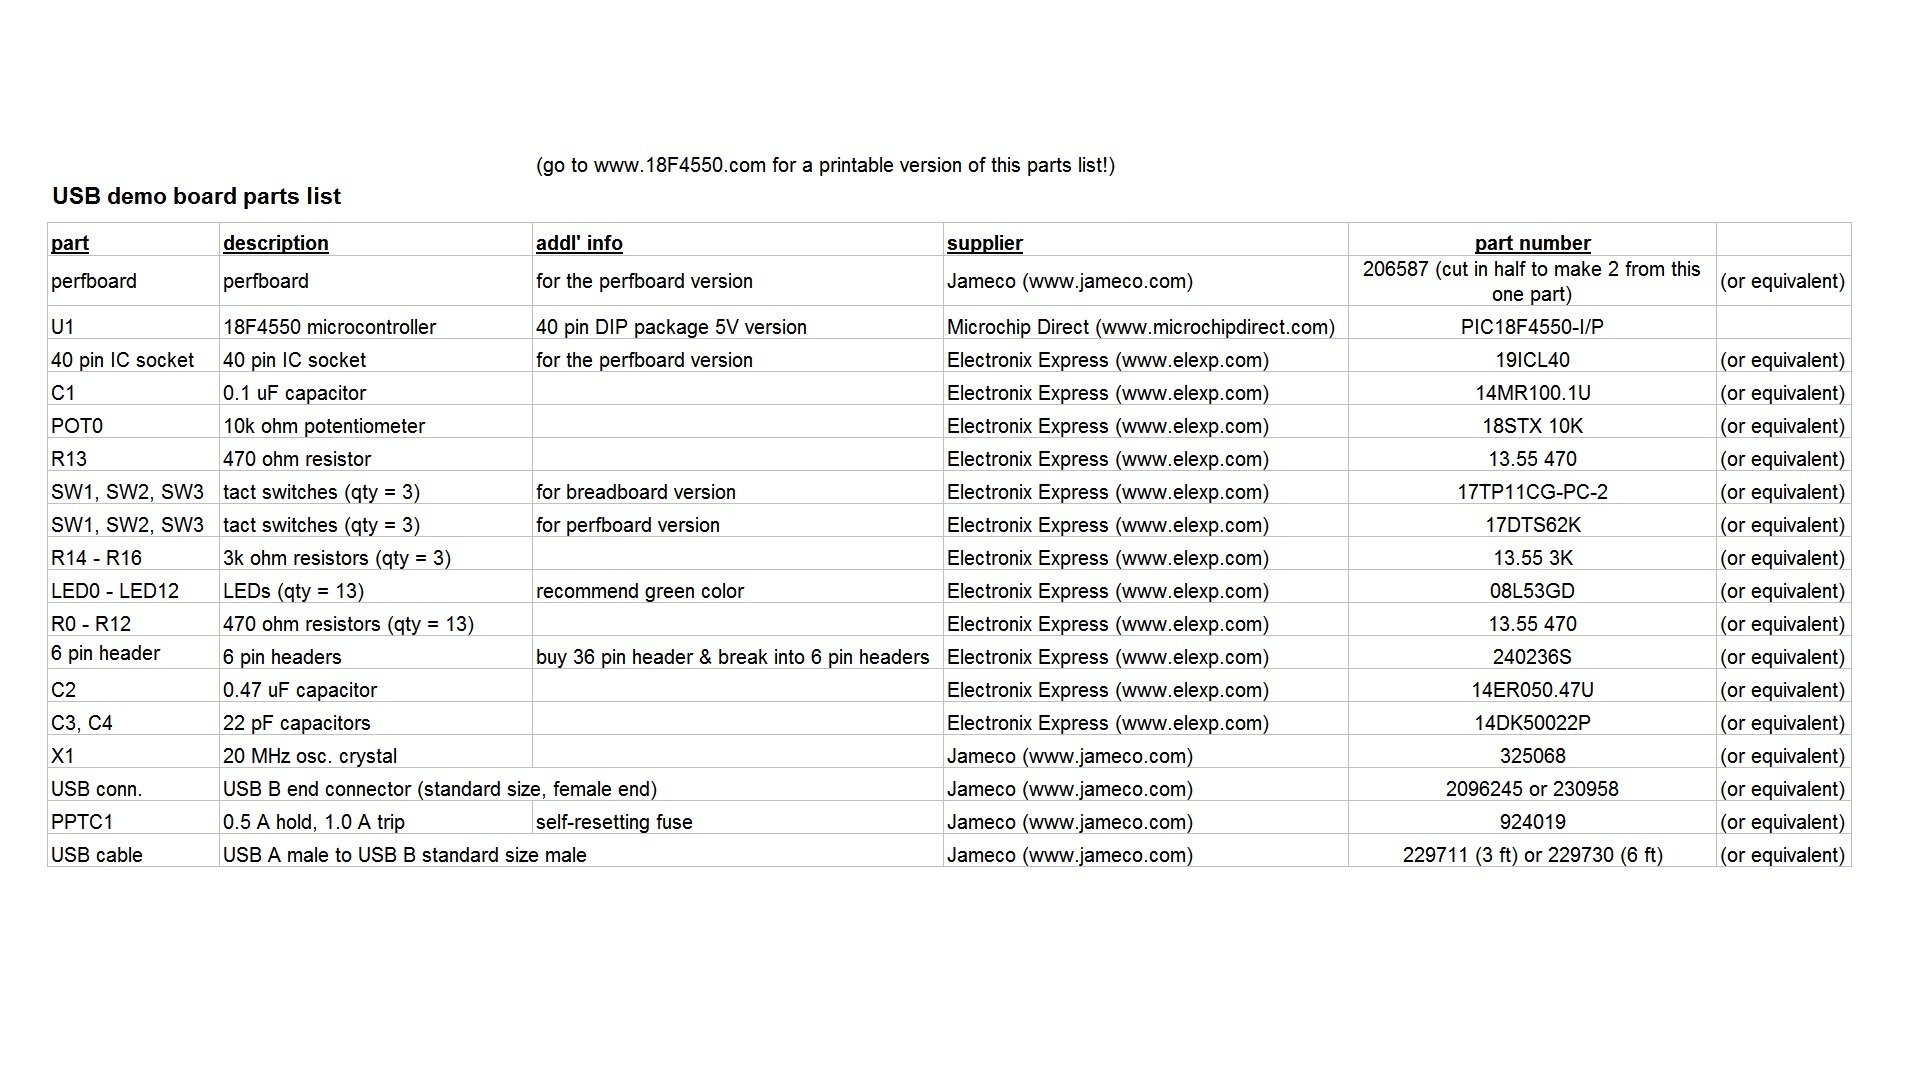 (go to www.18F4550.com for a printable version of this parts list!)
USB demo board parts list
part description addl' info supplier part number
perfboard perfboard for the perfboard version Jameco (www.jameco.com) 206587 (cut in half to make 2 from this one part) (or equivalent)
U1 18F4550 microcontroller 40 pin DIP package 5V version Microchip Direct (www.microchipdirect.com) PIC18F4550-I/P
40 pin IC socket 40 pin IC socket for the perfboard version Electronix Express (www.elexp.com) 19ICL40 (or equivalent)
C1 0.1 uF capacitor Electronix Express (www.elexp.com) 14MR100.1U (or equivalent)
POT0 10k ohm potentiometer Electronix Express (www.elexp.com) 18STX 10K (or equivalent)
R13 470 ohm resistor Electronix Express (www.elexp.com) 13.55 470 (or equivalent)
SW1, SW2, SW3 tact switches (qty = 3) for breadboard version Electronix Express (www.elexp.com) 17TP11CG-PC-2 (or equivalent)
SW1, SW2, SW3 tact switches (qty = 3) for perfboard version Electronix Express (www.elexp.com) 17DTS62K (or equivalent)
R14 - R16 3k ohm resistors (qty = 3) Electronix Express (www.elexp.com) 13.55 3K (or equivalent)
LED0 - LED12 LEDs (qty = 13) recommend green color Electronix Express (www.elexp.com) 08L53GD (or equivalent)
R0 - R12 470 ohm resistors (qty = 13) Electronix Express (www.elexp.com) 13.55 470 (or equivalent)
6 pin header 6 pin headers buy 36 pin header & break into 6 pin headers Electronix Express (www.elexp.com) 240236S (or equivalent)
C2 0.47 uF capacitor Electronix Express (www.elexp.com) 14ER050.47U (or equivalent)
C3, C4 22 pF capacitors Electronix Express (www.elexp.com) 14DK50022P (or equivalent)
X1 20 MHz osc. crystal Jameco (www.jameco.com) 325068 (or equivalent)
USB conn. USB B end connector (standard size, female end) Jameco (www.jameco.com) 2096245 or 230958 (or equivalent)
PPTC1 0.5 A hold, 1.0 A trip self-resetting fuse Jameco (www.jameco.com) 924019 (or equivalent)
USB cable USB A male to USB B standard size male Jameco (www.jameco.com) 229711 (3 ft) or 229730 (6 ft) (or equivalent)